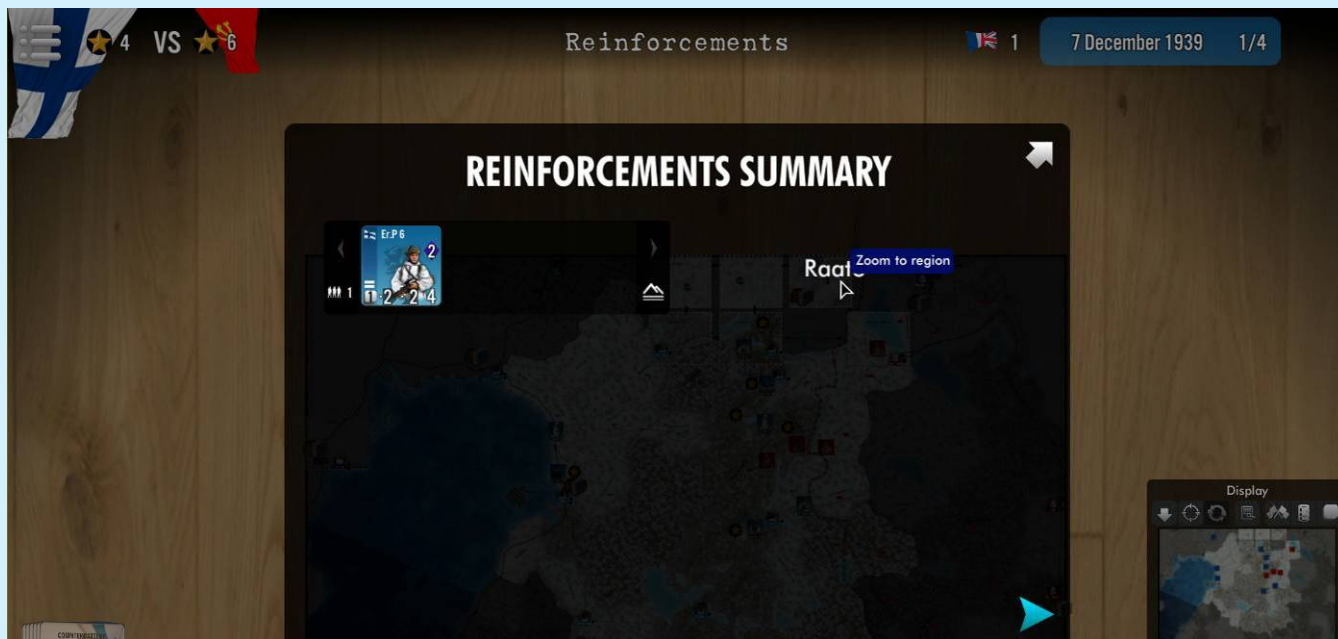 4 VS 6
Reinforcements
1
7 December 1939 1/4
REINFORCEMENTS SUMMARY
Er.P 6
2
Zoom to region
1
1-2-2-4
Display